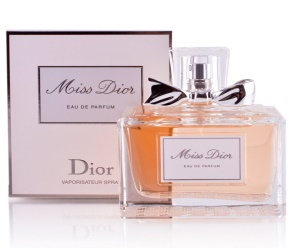 Miss Dior
EAU DE PARFUM
Dior
VAPORISATEUR SPRAY
Miss Dior
EAU DE PARFUM